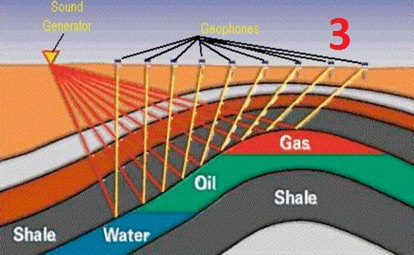 Sound
Generator
Geophones
3
Gas
Oil
Shale
Shale
Water